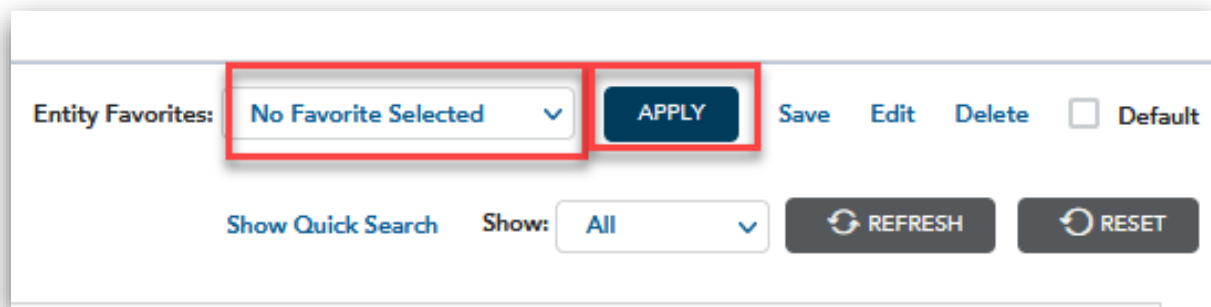 Entity Favorites: No Favorite Selected APPLY Save Edit Delete Default
Show Quick Search Show: All REFRESH RESET